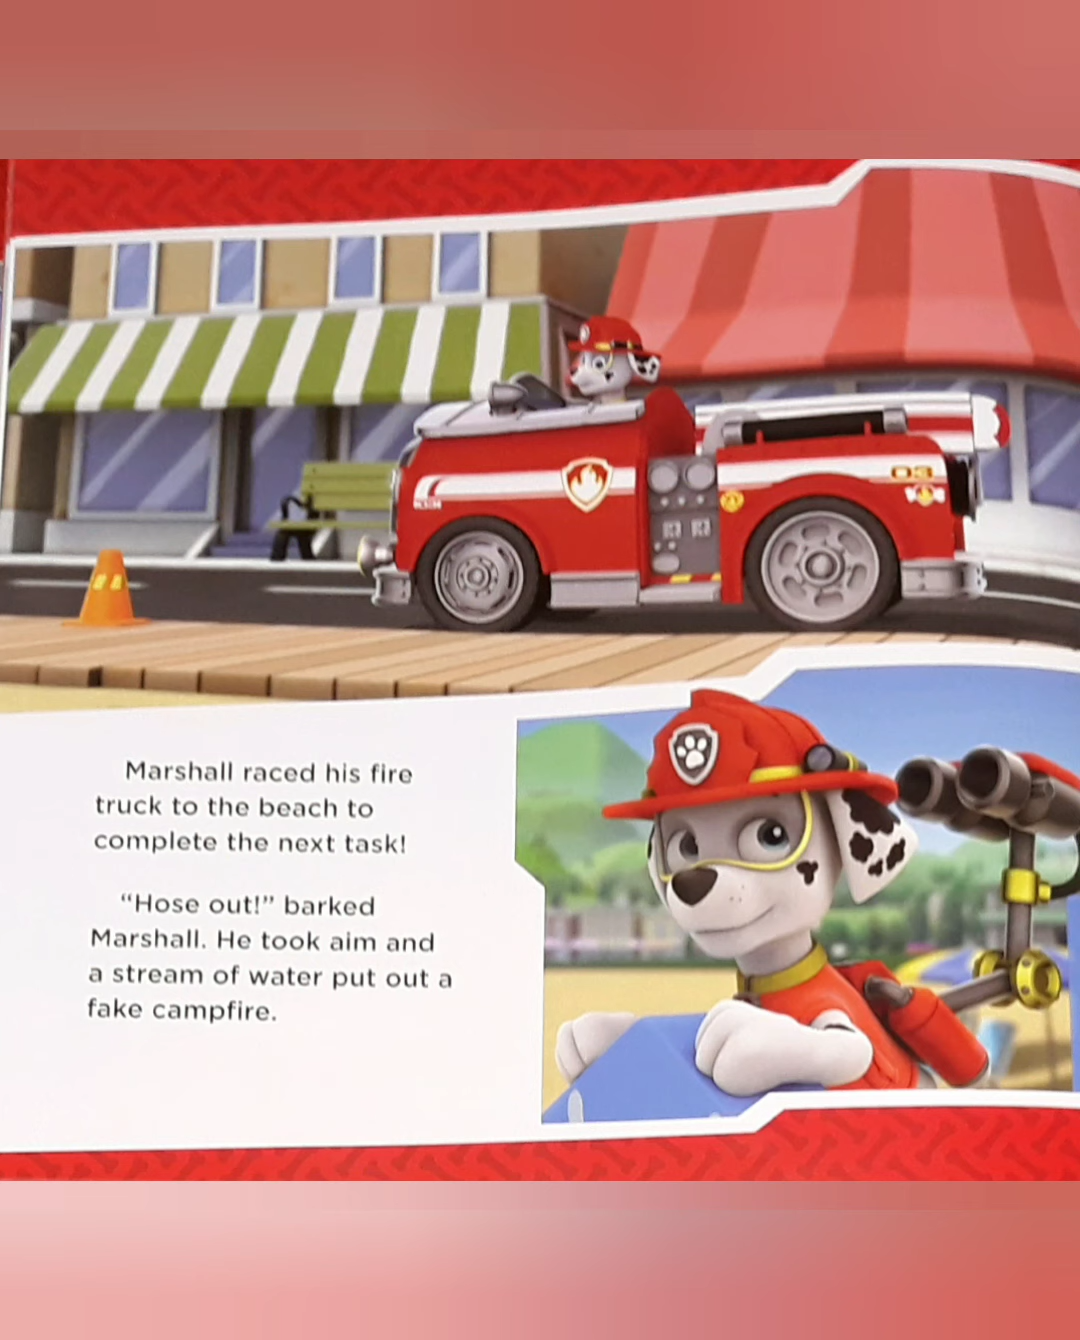 03
Marshall raced his fire
truck to the beach to
complete the next task!
“Hose out!” barked
Marshall. He took aim and
a stream of water put out a
fake campfire.